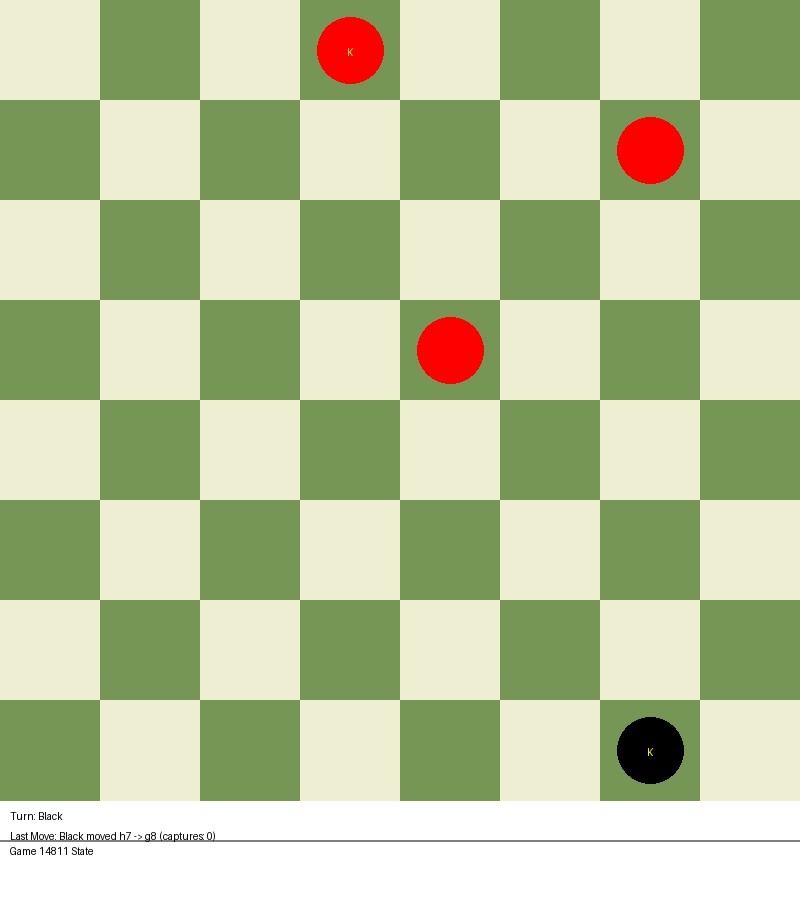 K
K
Turn: Black
Last Move: Black moved h7 -> g8 (captures: 0)
Game 14811 State